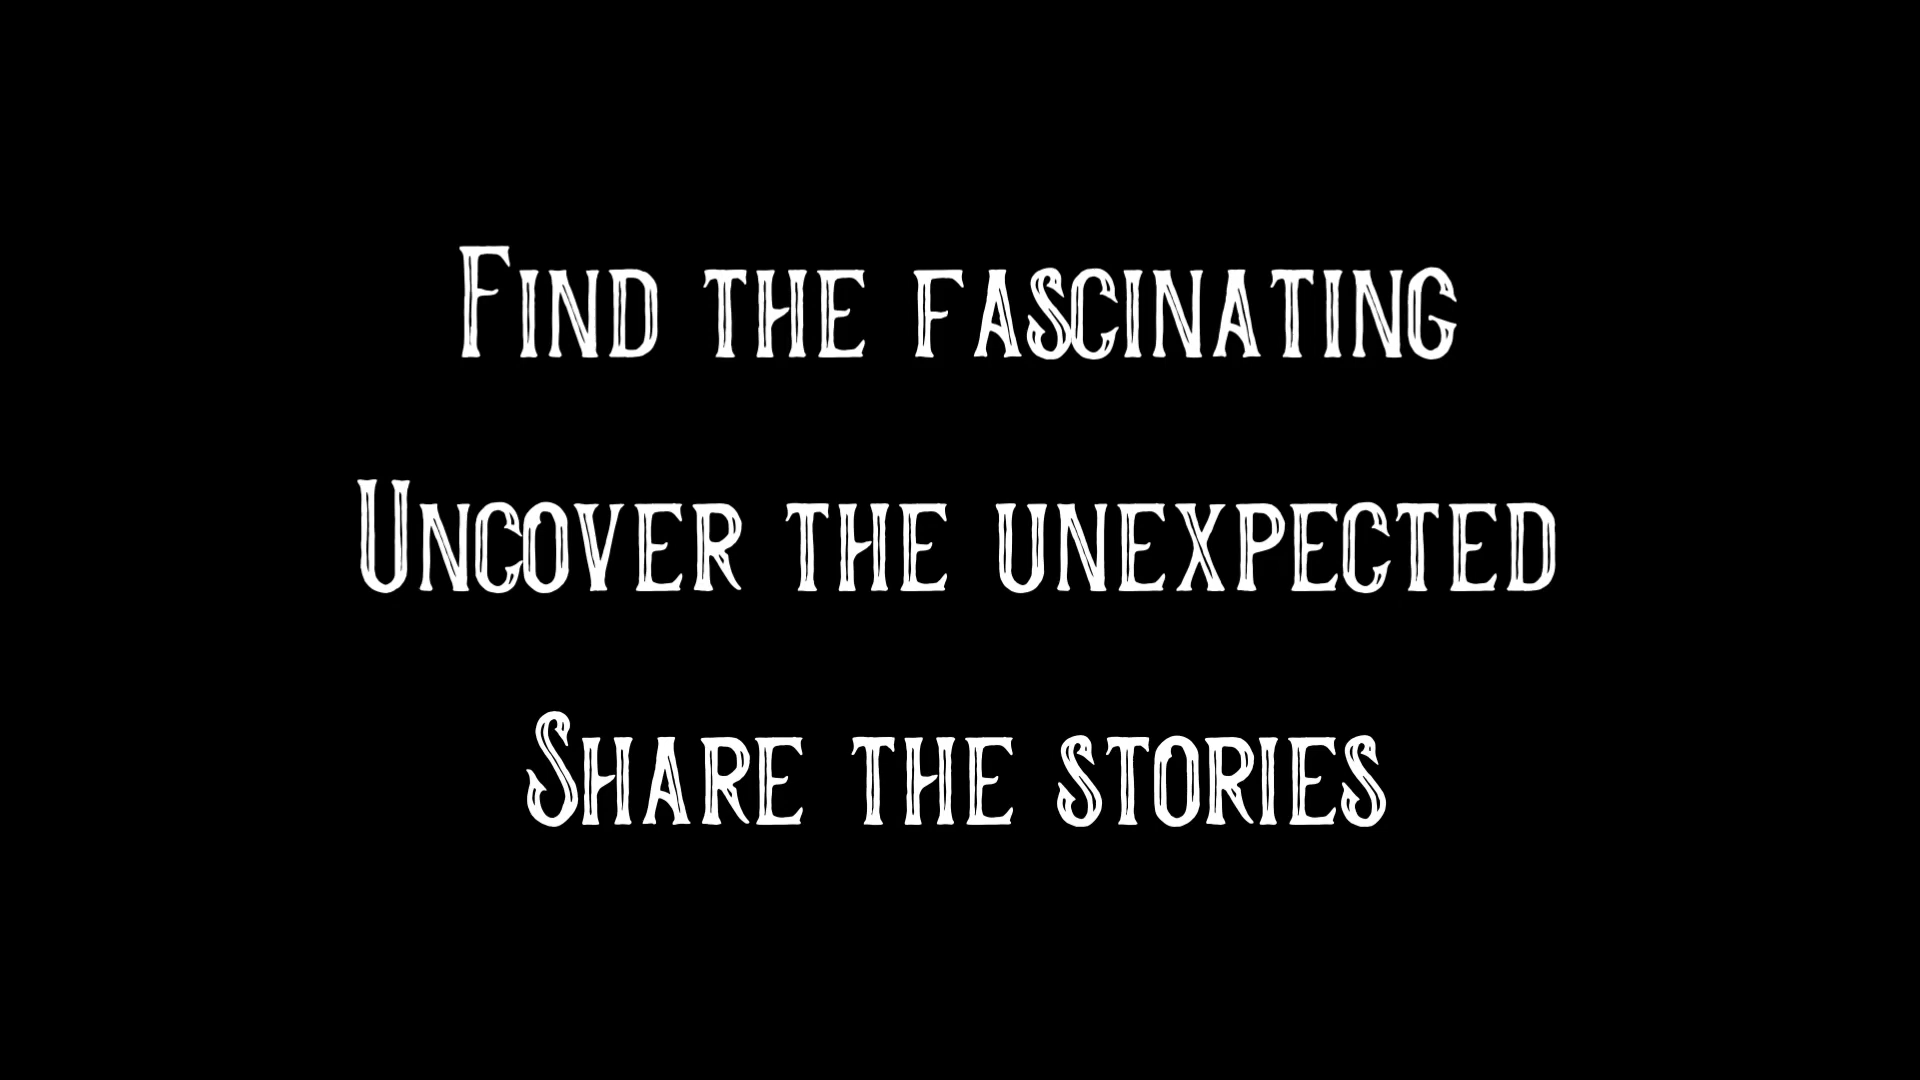 Find the fascinating
Uncover the unexpected
Share the stories